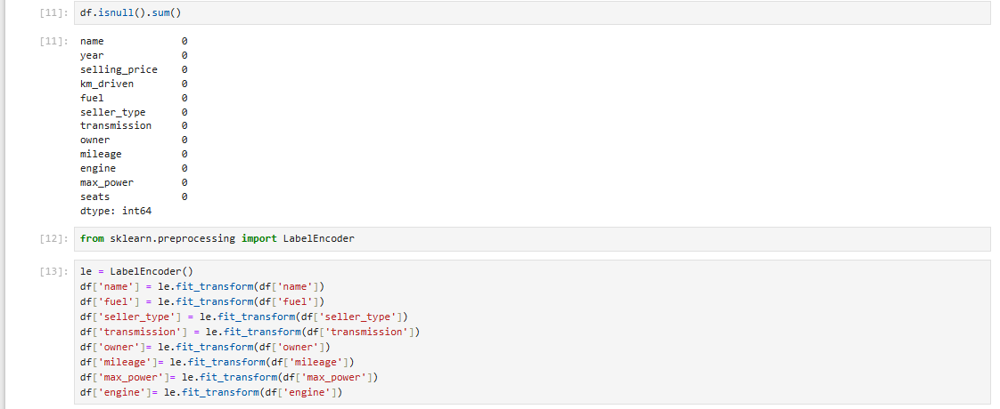 [11]: df.isnull().sum()
[11]: name 0
year 0
selling_price 0
km_driven 0
fuel 0
seller_type 0
transmission 0
owner 0
mileage 0
engine 0
max_power 0
seats 0
dtype: int64
[12]: from sklearn.preprocessing import LabelEncoder
[13]: le = LabelEncoder()
df['name'] = le.fit_transform(df['name'])
df['fuel'] = le.fit_transform(df['fuel'])
df['seller_type'] = le.fit_transform(df['seller_type'])
df['transmission'] = le.fit_transform(df['transmission'])
df['owner']= le.fit_transform(df['owner'])
df['mileage']= le.fit_transform(df['mileage'])
df['max_power']= le.fit_transform(df['max_power'])
df['engine']= le.fit_transform(df['engine'])